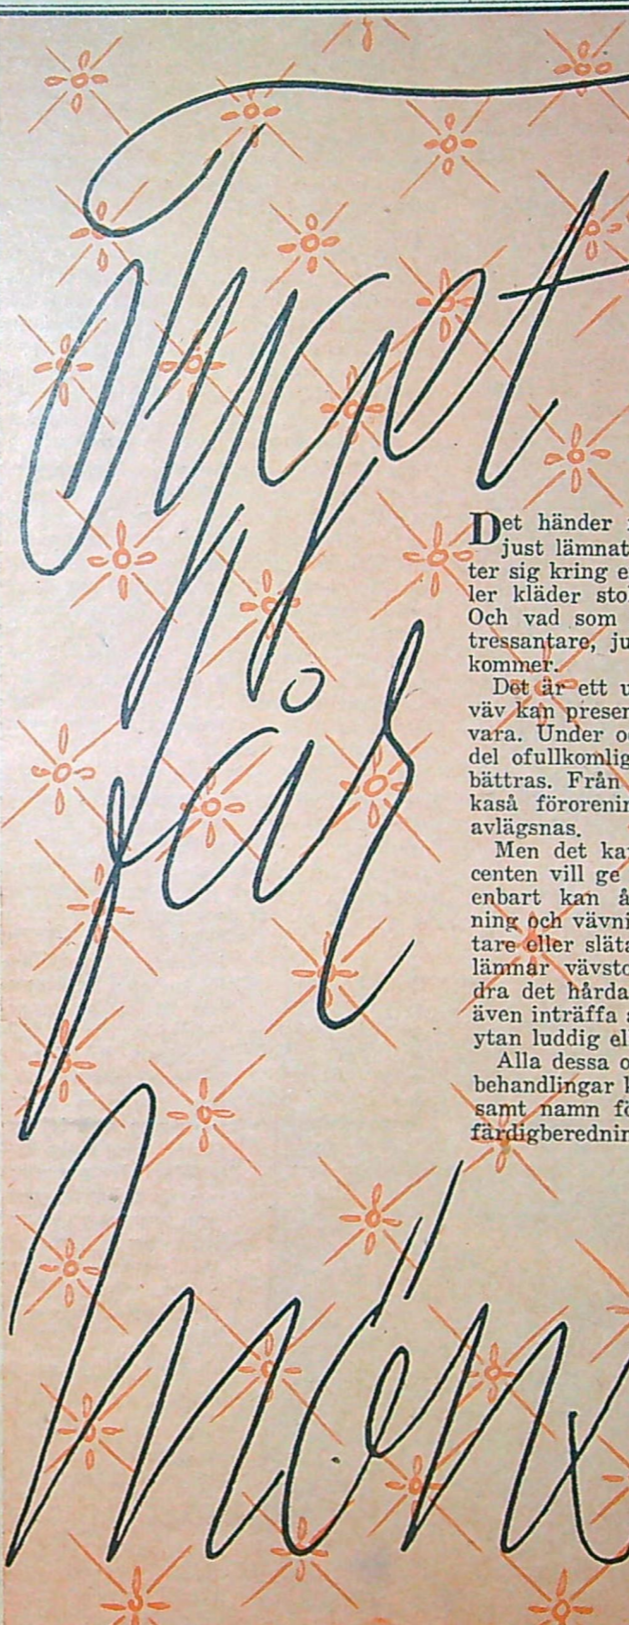 Tyget
får
mön
Det händer
just lämnat
ter sig kring e
ler kläder sto
Och vad som
tressantare, ju
kommer.
Det är ett u
väv kan presen
vara. Under o
del ofullkomlig
bättras. Från
kaså förorenin
avlägsnas.
Men det ka
centen vill ge
enbart kan å
ning och vävni
tare eller släta
lämnar vävsto
dra det hårda
även inträffa
ytan luddig el
Alla dessa o
behandlingar
samt namn fö
färdigberednin